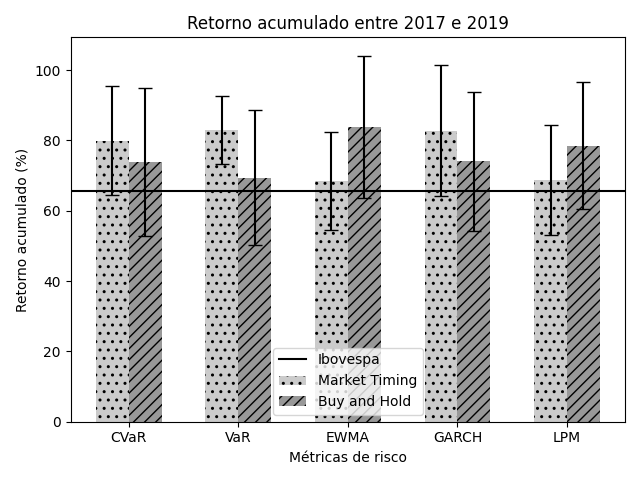 Retorno acumulado entre 2017 e 2019
Retorno acumulado (%)
100
80
60
40
20
0
Ibovespa
Market Timing
Buy and Hold
CVaR VaR EWMA GARCH LPM
Métricas de risco